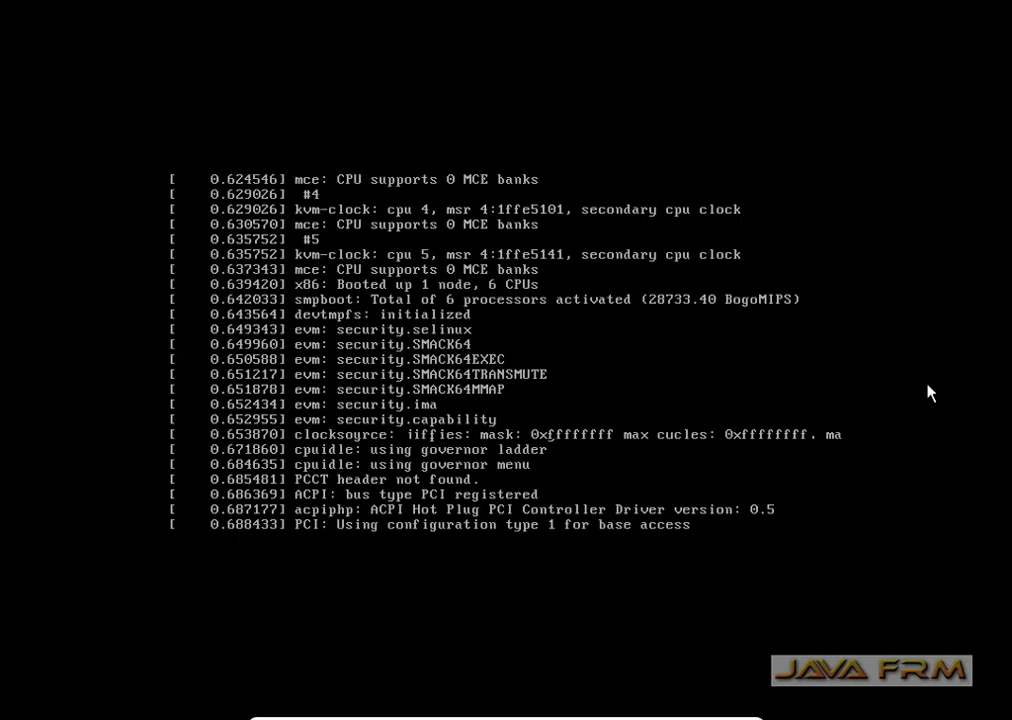 [    0.624546] mce: CPU supports 0 MCE banks
[    0.629026]  #4
[    0.629026] kvm-clock: cpu 4, msr 4:1ffe5101, secondary cpu clock
[    0.630570] mce: CPU supports 0 MCE banks
[    0.635752]  #5
[    0.635752] kvm-clock: cpu 5, msr 4:1ffe5141, secondary cpu clock
[    0.637343] mce: CPU supports 0 MCE banks
[    0.639420] x86: Booted up 1 node, 6 CPUs
[    0.642033] smpboot: Total of 6 processors activated (28733.40 BogoMIPS)
[    0.643564] devtmpfs: initialized
[    0.649343] evm: security.selinux
[    0.649960] evm: security.SMACK64
[    0.650588] evm: security.SMACK64EXEC
[    0.651217] evm: security.SMACK64TRANSMUTE
[    0.651878] evm: security.SMACK64MMAP
[    0.652434] evm: security.ima
[    0.652955] evm: security.capability
[    0.653870] clocksource: jiffies: mask: 0xffffffff max cycles: 0xffffffff, ma
[    0.671860] cpuidle: using governor ladder
[    0.684635] cpuidle: using governor menu
[    0.685481] PCCT header not found.
[    0.686369] ACPI: bus type PCI registered
[    0.687177] acpiphp: ACPI Hot Plug PCI Controller Driver version: 0.5
[    0.688433] PCI: Using configuration type 1 for base access
JAVA FRM